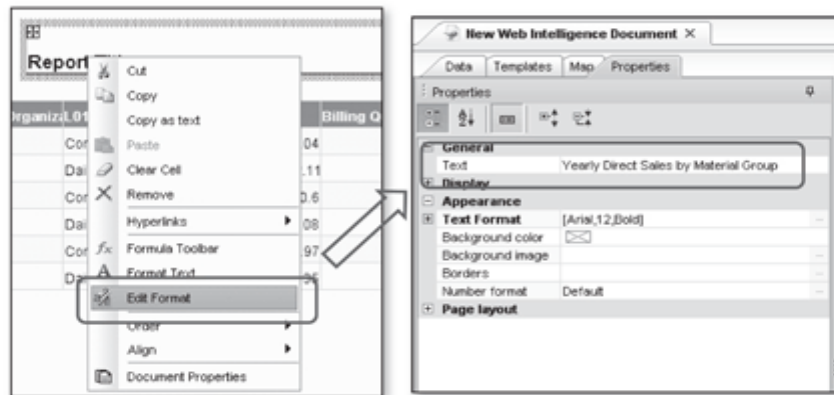 Report
Organiza
L01
Billing Q
Cor
04
Dai
.11
Cor
0.6
Dai
08
Cor
97
Da
95
Cut
Copy
Copy as text
Paste
Clear Cell
Remove
Hyperlinks
Formula Toolbar
Format Text
Edit Format
Order
Align
Document Properties
New Web Intelligence Document
Data Templates Map Properties
Properties
General
Text Yearly Direct Sales by Material Group
Display
Appearance
Text Format [Arial,12,Bold]
Background color
Background image
Borders
Number format Default
Page layout